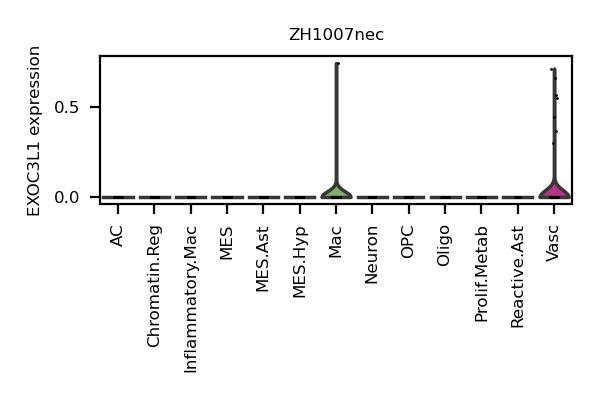 ZH1007nec
EXOC3L1 expression
0.5
0.0
AC
Chromatin.Reg
Inflammatory.Mac
MES
MES.Ast
MES.Hyp
Mac
Neuron
OPC
Oligo
Prolif.Metab
Reactive.Ast
Vasc